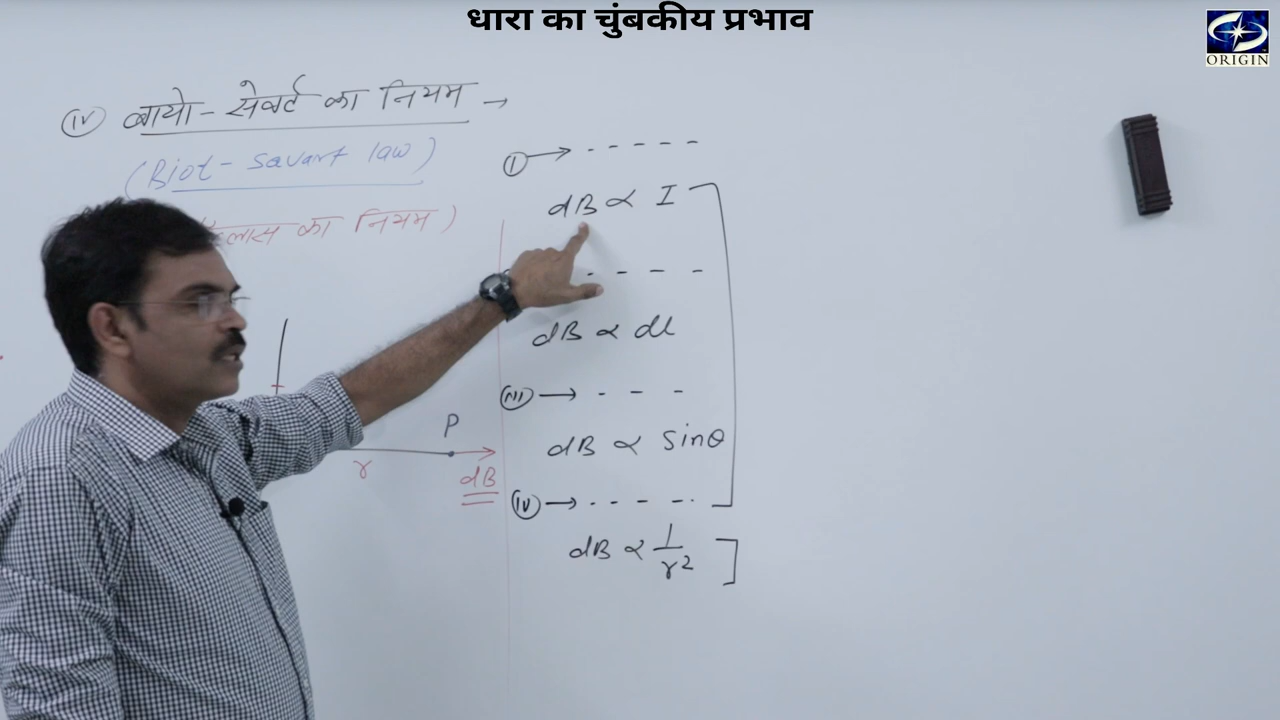 धारा का चुंबकीय प्रभाव
ORIGIN
(iv) बायो-सेवर्ट का नियम →
(Biot-Savart law)
का नियम)
P
r
dB
(I) → - - - - -
dB ∝ I
- - - -
dB ∝ dl
(III) → - - -
dB ∝ sinθ
(IV) → - - - -
dB ∝ 1/r²